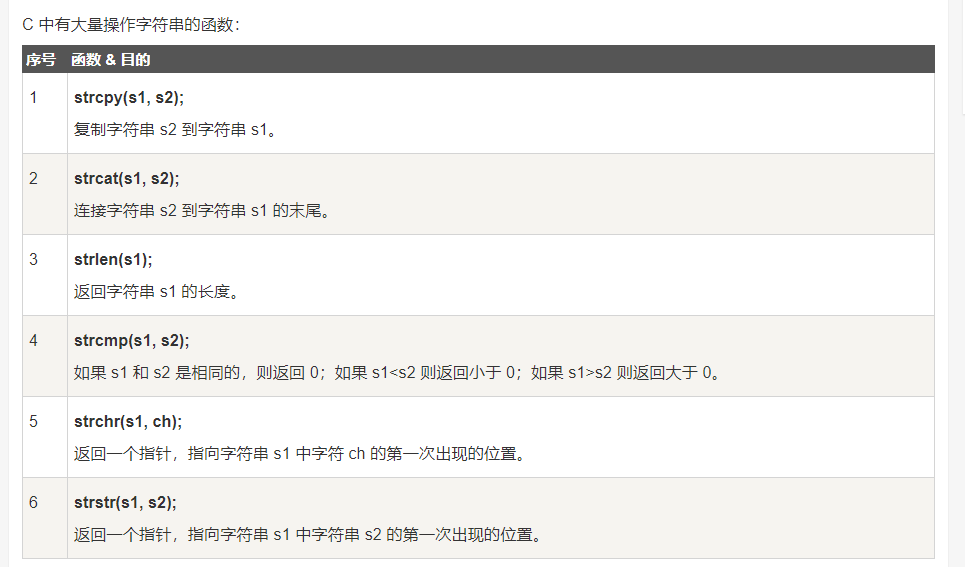 C 中有大量操作字符串的函数：
序号 函数 & 目的
1 strcpy(s1, s2);
复制字符串 s2 到字符串 s1。
2 strcat(s1, s2);
连接字符串 s2 到字符串 s1 的末尾。
3 strlen(s1);
返回字符串 s1 的长度。
4 strcmp(s1, s2);
如果 s1 和 s2 是相同的，则返回 0；如果 s1<s2 则返回小于 0；如果 s1>s2 则返回大于 0。
5 strchr(s1, ch);
返回一个指针，指向字符串 s1 中字符 ch 的第一次出现的位置。
6 strstr(s1, s2);
返回一个指针，指向字符串 s1 中字符串 s2 的第一次出现的位置。